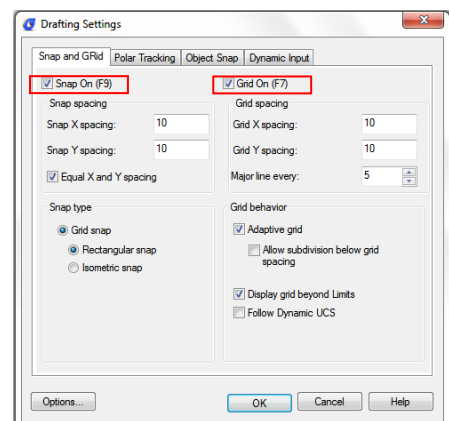 Drafting Settings
Snap and GRid Polar Tracking Object Snap Dynamic Input
Snap On (F9)
Grid On (F7)
Snap spacing
Snap X spacing: 10
Snap Y spacing: 10
Equal X and Y spacing
Grid spacing
Grid X spacing: 10
Grid Y spacing: 10
Major line every: 5
Snap type
Grid snap
Rectangular snap
Isometric snap
Grid behavior
Adaptive grid
Allow subdivision below grid
spacing
Display grid beyond Limits
Follow Dynamic UCS
Options... OK Cancel Help